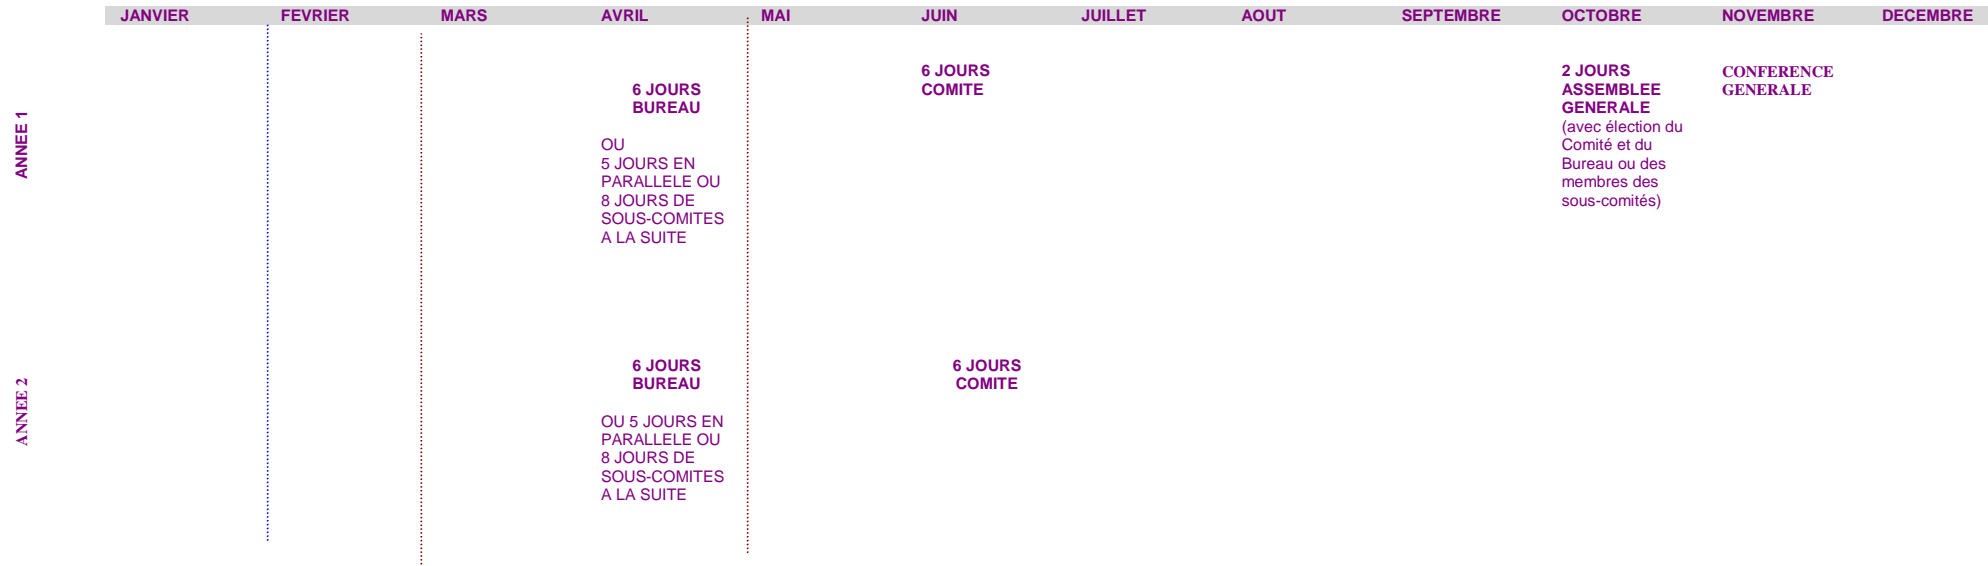 JANVIER FEVRIER MARS AVRIL MAI JUIN JUILLET AOUT SEPTEMBRE OCTOBRE NOVEMBRE DECEMBRE
ANNEE 1
6 JOURS
BUREAU
OU
5 JOURS EN
PARALLELE OU
8 JOURS DE
SOUS-COMITES
A LA SUITE
6 JOURS
COMITE
2 JOURS
ASSEMBLEE
GENERALE
(avec élection du
Comité et du
Bureau ou des
membres des
sous-comités)
CONFERENCE
GENERALE
ANNEE 2
6 JOURS
BUREAU
OU 5 JOURS EN
PARALLELE OU
8 JOURS DE
SOUS-COMITES
A LA SUITE
6 JOURS
COMITE